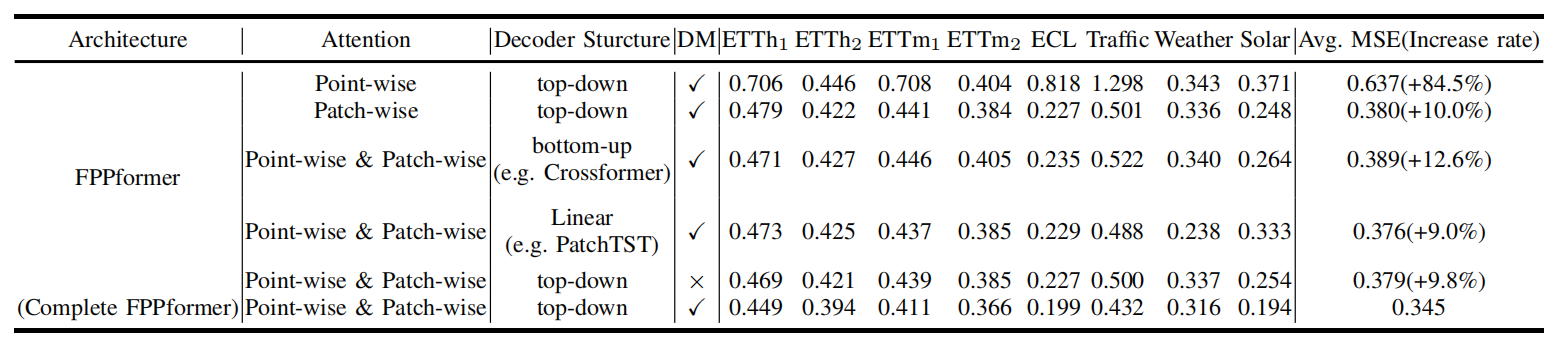 Architecture Attention Decoder Sturcture DM ETTh1 ETTh2 ETTm1 ETTm2 ECL Traffic Weather Solar Avg. MSE(Increase rate)
Point-wise top-down ✓ 0.706 0.446 0.708 0.404 0.818 1.298 0.343 0.371 0.637(+84.5%)
Patch-wise top-down ✓ 0.479 0.422 0.441 0.384 0.227 0.501 0.336 0.248 0.380(+10.0%)
bottom-up
Point-wise & Patch-wise ✓ 0.471 0.427 0.446 0.405 0.235 0.522 0.340 0.264 0.389(+12.6%)
(e.g. Crossformer)
FPPformer
Linear
Point-wise & Patch-wise ✓ 0.473 0.425 0.437 0.385 0.229 0.488 0.238 0.333 0.376(+9.0%)
(e.g. PatchTST)
Point-wise & Patch-wise top-down × 0.469 0.421 0.439 0.385 0.227 0.500 0.337 0.254 0.379(+9.8%)
(Complete FPPformer) Point-wise & Patch-wise top-down ✓ 0.449 0.394 0.411 0.366 0.199 0.432 0.316 0.194 0.345